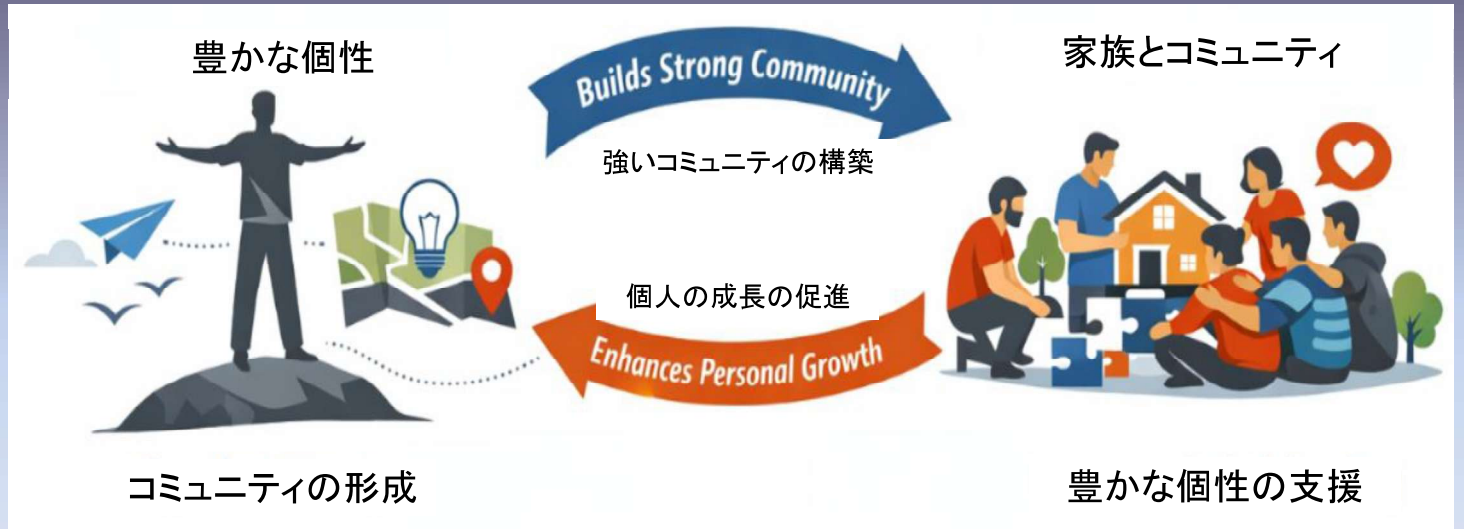 豊かな個性
Builds Strong Community
家族とコミュニティ
強いコミュニティの構築
個人の成長の促進
Enhances Personal Growth
コミュニティの形成
豊かな個性の支援